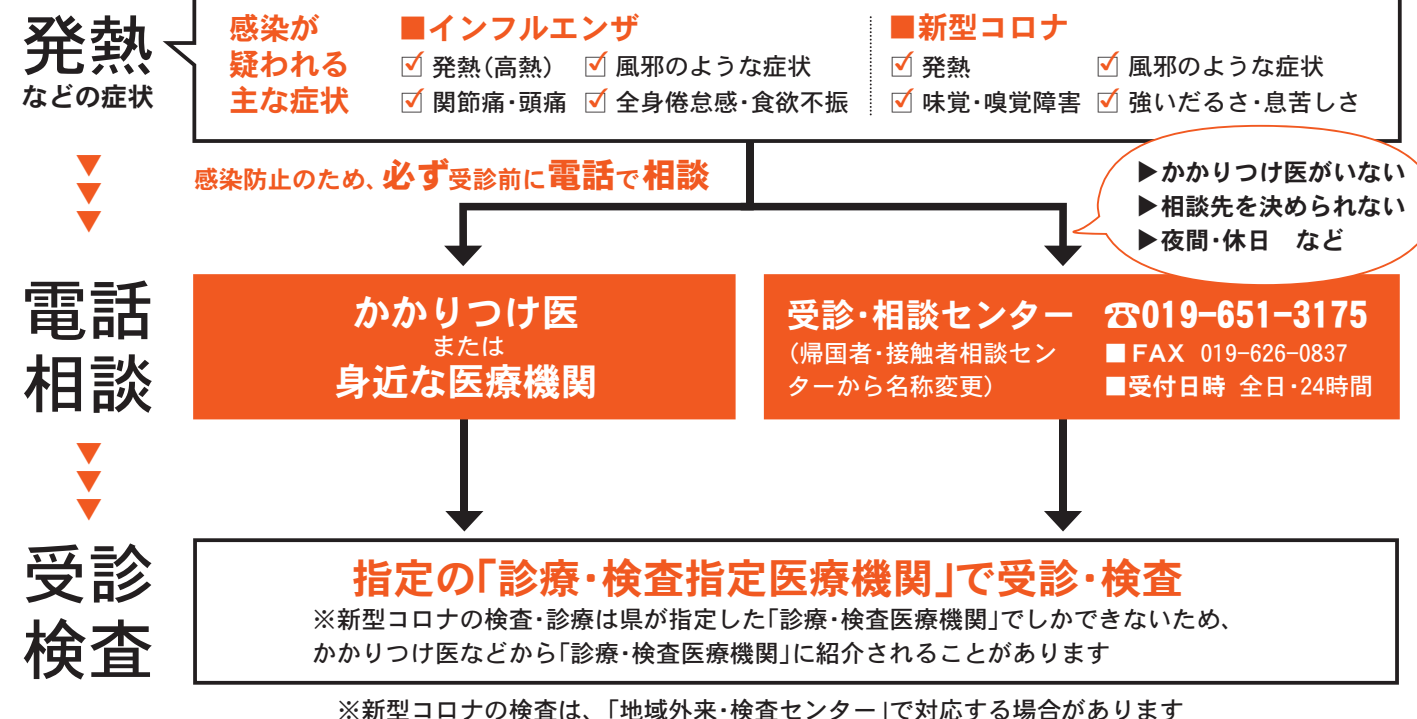 発熱
などの症状
感染が
疑われる
主な症状
■インフルエンザ
☑ 発熱(高熱) ☑ 風邪のような症状
☑ 関節痛・頭痛 ☑ 全身倦怠感・食欲不振
■新型コロナ
☑ 発熱 ☑ 風邪のような症状
☑ 味覚・嗅覚障害 ☑ 強いだるさ・息苦しさ
感染防止のため、必ず受診前に電話で相談
▶かかりつけ医がいない
▶相談先を決められない
▶夜間・休日 など
電話
相談
かかりつけ医
または
身近な医療機関
受診・相談センター
(帰国者・接触者相談セン
ターから名称変更)
☎019-651-3175
■FAX 019-626-0837
■受付日時 全日・24時間
受診
検査
指定の「診療・検査指定医療機関」で受診・検査
※新型コロナの検査・診療は県が指定した「診療・検査医療機関」でしかできないため、
かかりつけ医などから「診療・検査医療機関」に紹介されることがあります
※新型コロナの検査は、「地域外来・検査センター」で対応する場合があります